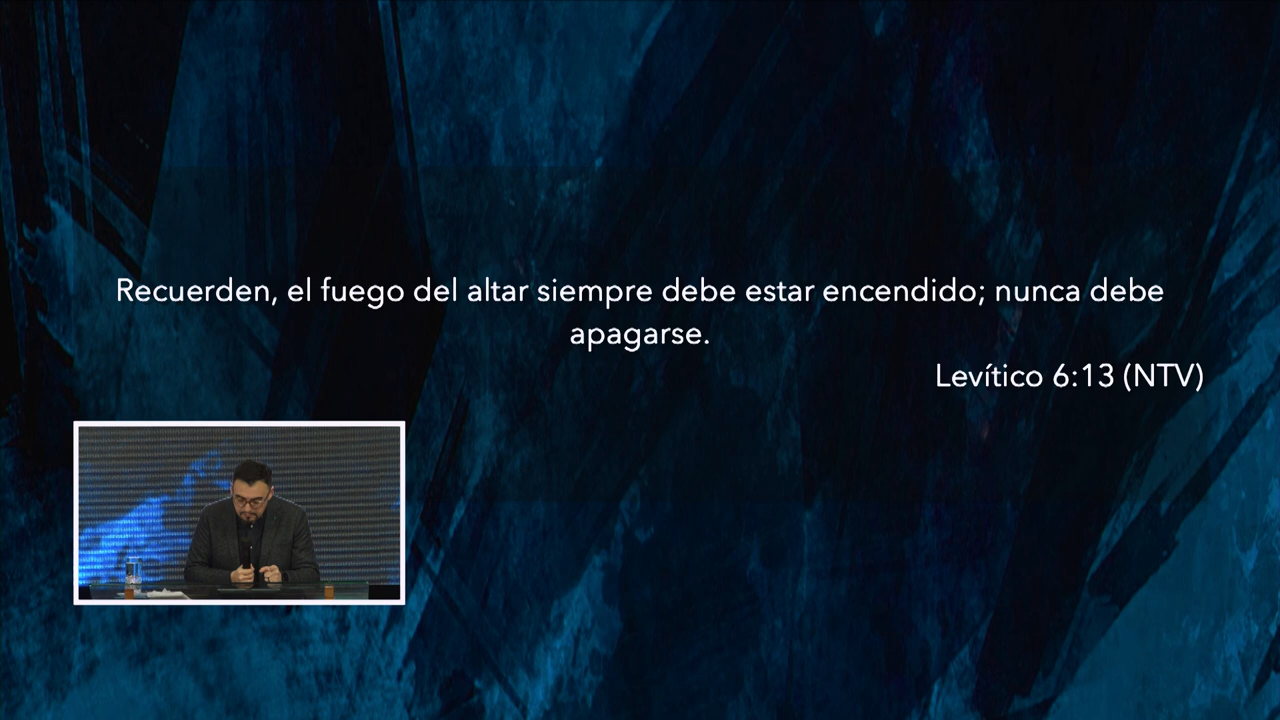 Recuerden, el fuego del altar siempre debe estar encendido; nunca debe
apagarse.
Levítico 6:13 (NTV)